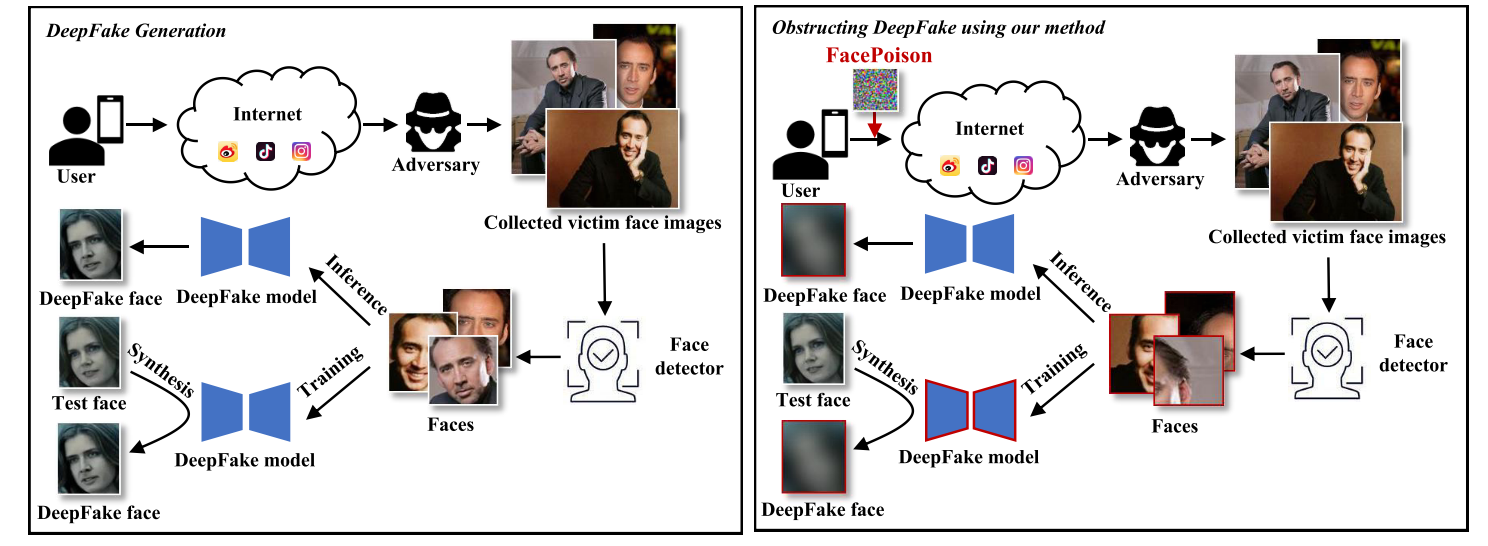 DeepFake Generation
Internet
User
Adversary
Collected victim face images
DeepFake face
DeepFake model
Inference
Synthesis
Training
Test face
Face
detector
Faces
DeepFake model
DeepFake face
Obstructing DeepFake using our method
FacePoison
Internet
User
Adversary
Collected victim face images
DeepFake face
DeepFake model
Inference
Synthesis
Training
Test face
Face
detector
Faces
DeepFake model
DeepFake face